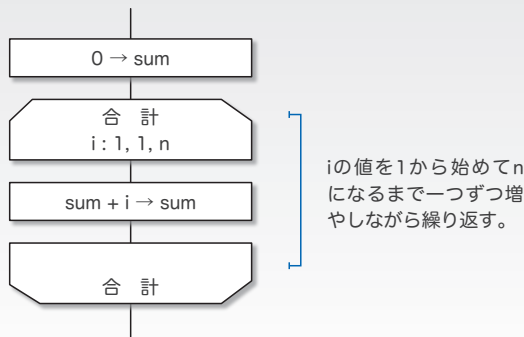 0 → sum
合 計
i : 1, 1, n
sum + i → sum
合 計
iの値を1から始めてn
になるまで一つずつ増
やしながら繰り返す。